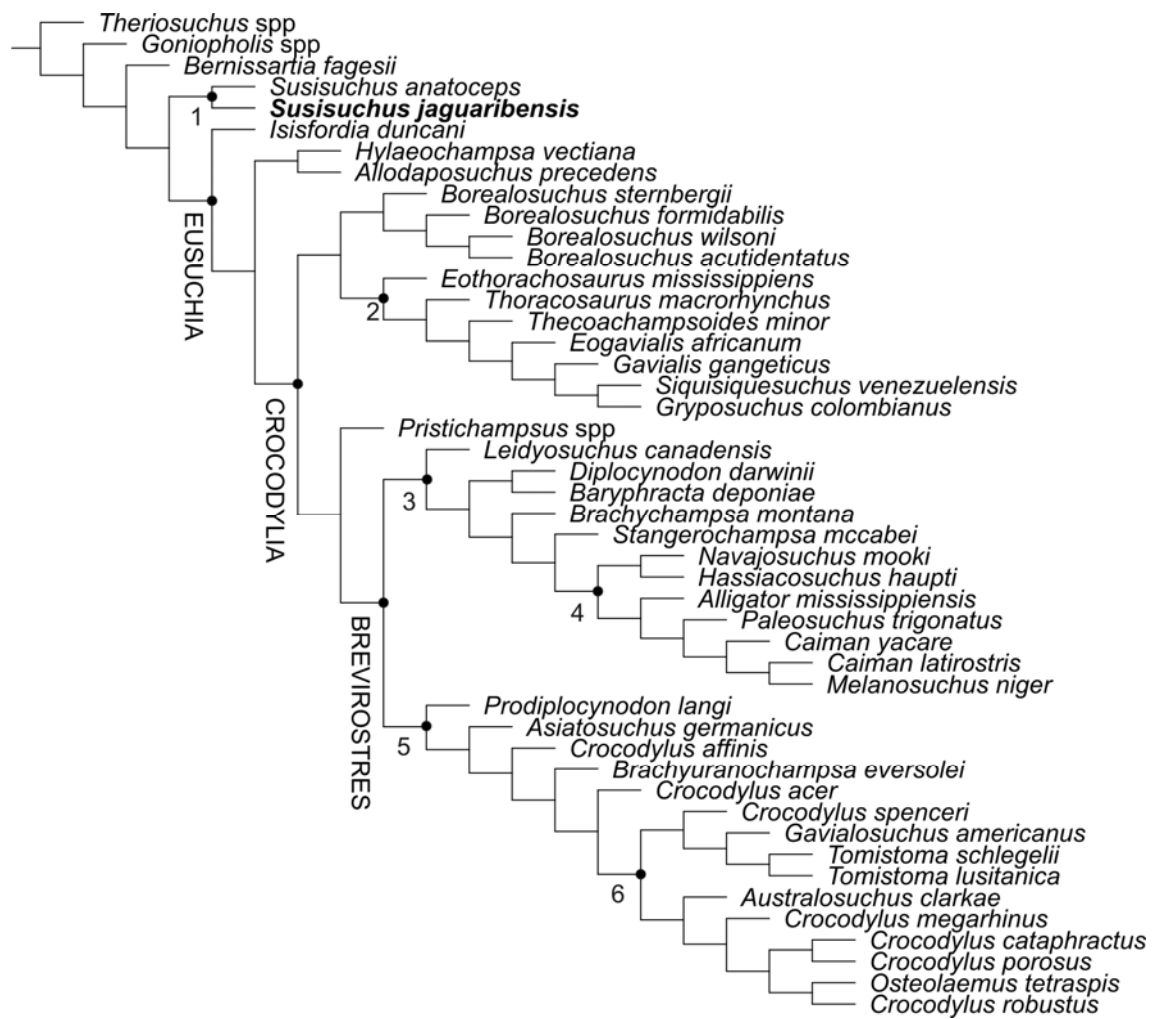 Theriosuchus spp
Goniopholis spp
Bernissartia fagesii
Susisuchus anatoceps
1
Susisuchus jaguaribensis
Isisfordia duncani
Hylaeochampsa vectiana
Allodaposuchus precedens
EUSUCHIA
Borealosuchus sternbergii
Borealosuchus formidabilis
Borealosuchus wilsoni
Borealosuchus acutidentatus
Eothorachosaurus mississippiens
2
Thoracosaurus macrorhynchus
Thecoachampsoides minor
Eogavialis africanum
Gavialis gangeticus
Siquisiquesuchus venezuelensis
Gryposuchus colombianus
CROCODYLIA
Pristichampsus spp
Leidyosuchus canadensis
3
Diplocynodon darwinii
Baryphracta deponiae
Brachychampsa montana
Stangerochampsa mccabei
Navajosuchus mooki
Hassiacosuchus haupti
4
Alligator mississippiensis
Paleosuchus trigonatus
Caiman yacare
Caiman latirostris
Melanosuchus niger
BREVIROSTRES
Prodiplocynodon langi
5
Asiatosuchus germanicus
Crocodylus affinis
Brachyuranochampsa eversolei
Crocodylus acer
Crocodylus spenceri
Gavialosuchus americanus
Tomistoma schlegelii
Tomistoma lusitanica
6
Australosuchus clarkae
Crocodylus megarhinus
Crocodylus cataphractus
Crocodylus porosus
Osteolaemus tetraspis
Crocodylus robustus